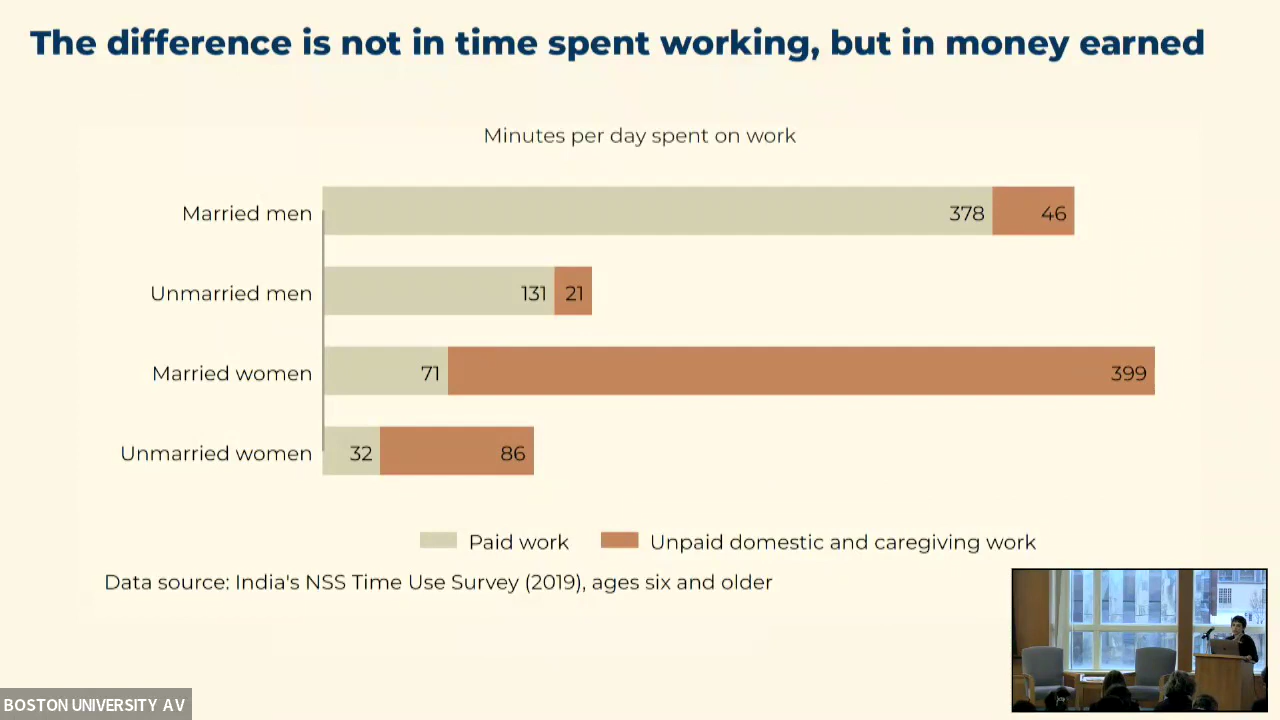 The difference is not in time spent working, but in money earned
Minutes per day spent on work
Married men 378 46
Unmarried men 131 21
Married women 71 399
Unmarried women 32 86
Paid work Unpaid domestic and caregiving work
Data source: India's NSS Time Use Survey (2019), ages six and older
BOSTON UNIVERSITY AV